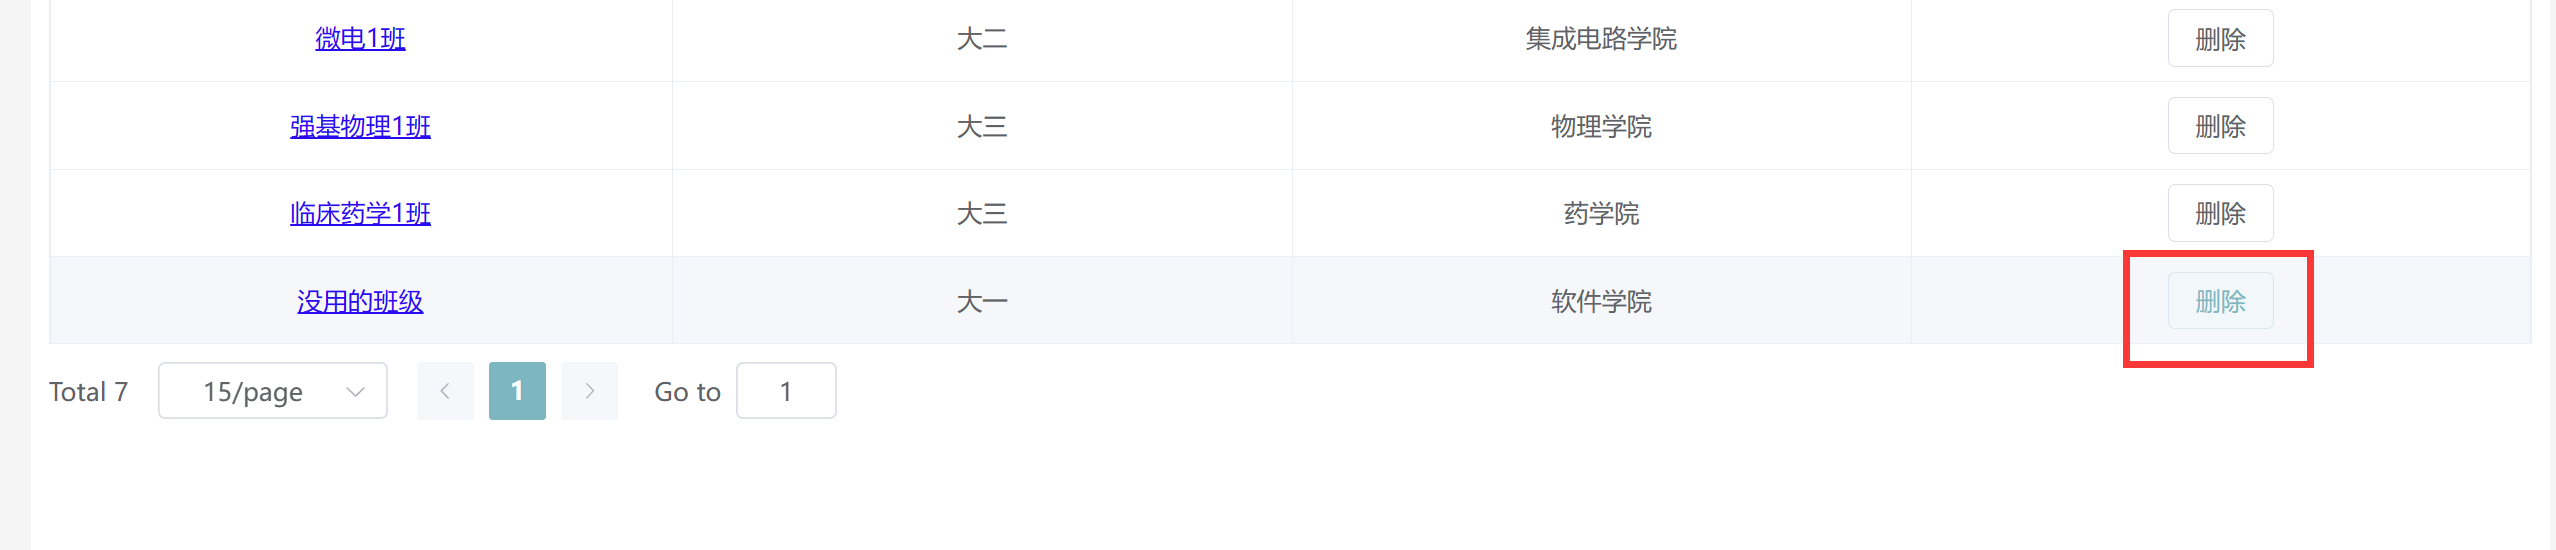 微电1班 大二 集成电路学院 删除
强基物理1班 大三 物理学院 删除
临床药学1班 大三 药学院 删除
没用的班级 大一 软件学院 删除
Total 7 15/page 1 Go to 1